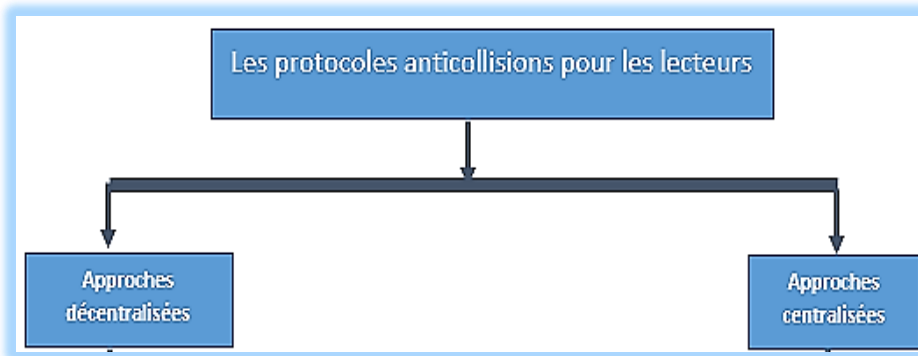 Les protocoles anticollisions pour les lecteurs
Approches
décentralisées
Approches
centralisées